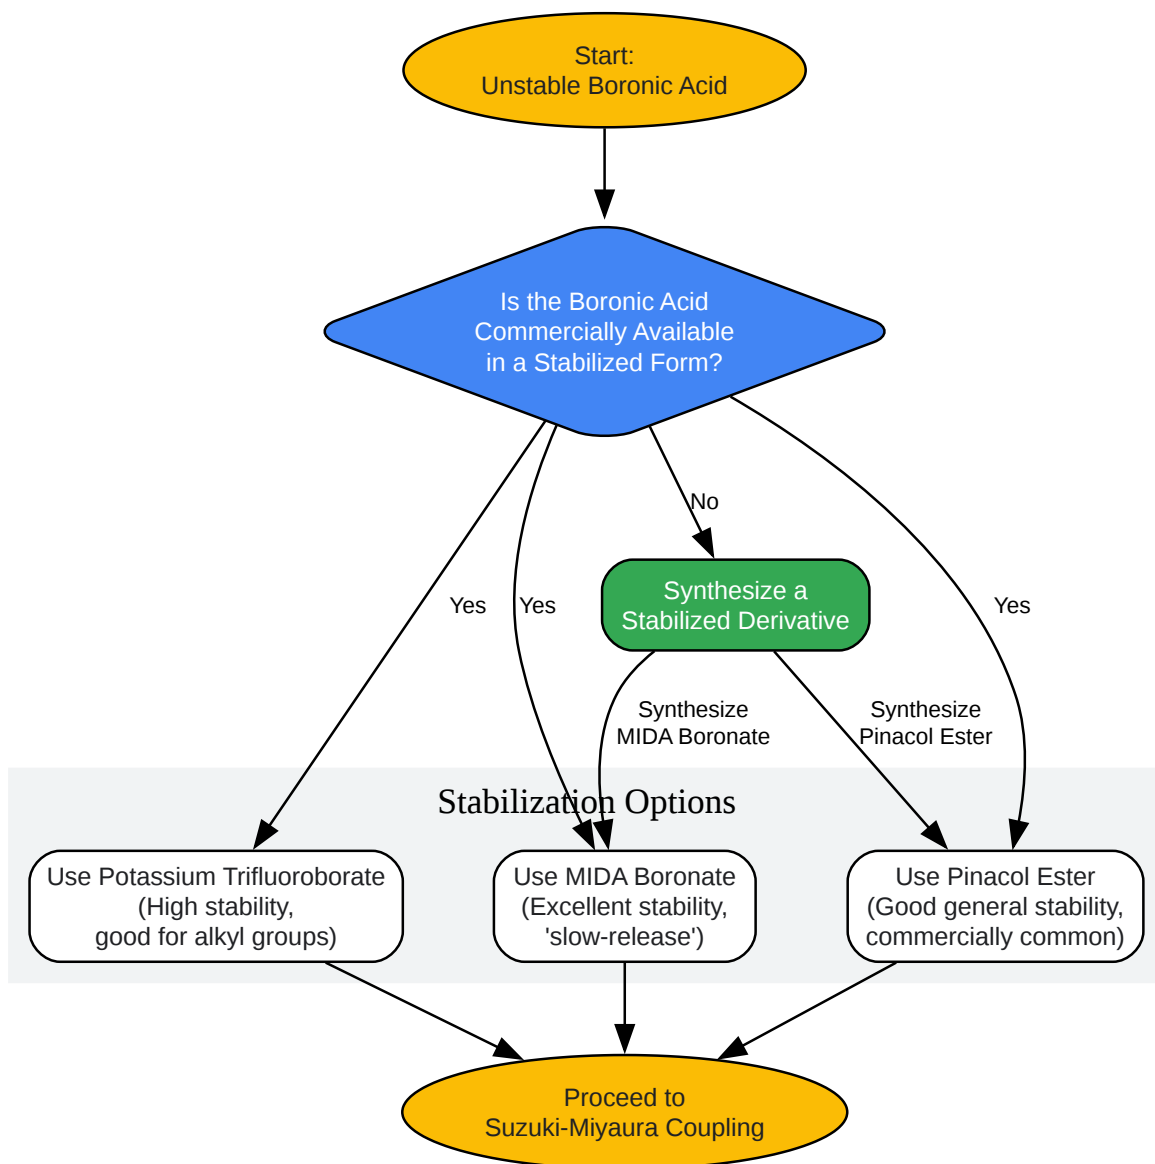 Start:
Unstable Boronic Acid
Is the Boronic Acid
Commercially Available
in a Stabilized Form?
No
Synthesize a
Stabilized Derivative
Yes
Yes
Yes
Synthesize
MIDA Boronate
Synthesize
Pinacol Ester
Stabilization Options
Use Potassium Trifluoroborate
(High stability,
good for alkyl groups)
Use MIDA Boronate
(Excellent stability,
'slow-release')
Use Pinacol Ester
(Good general stability,
commercially common)
Proceed to
Suzuki-Miyaura Coupling